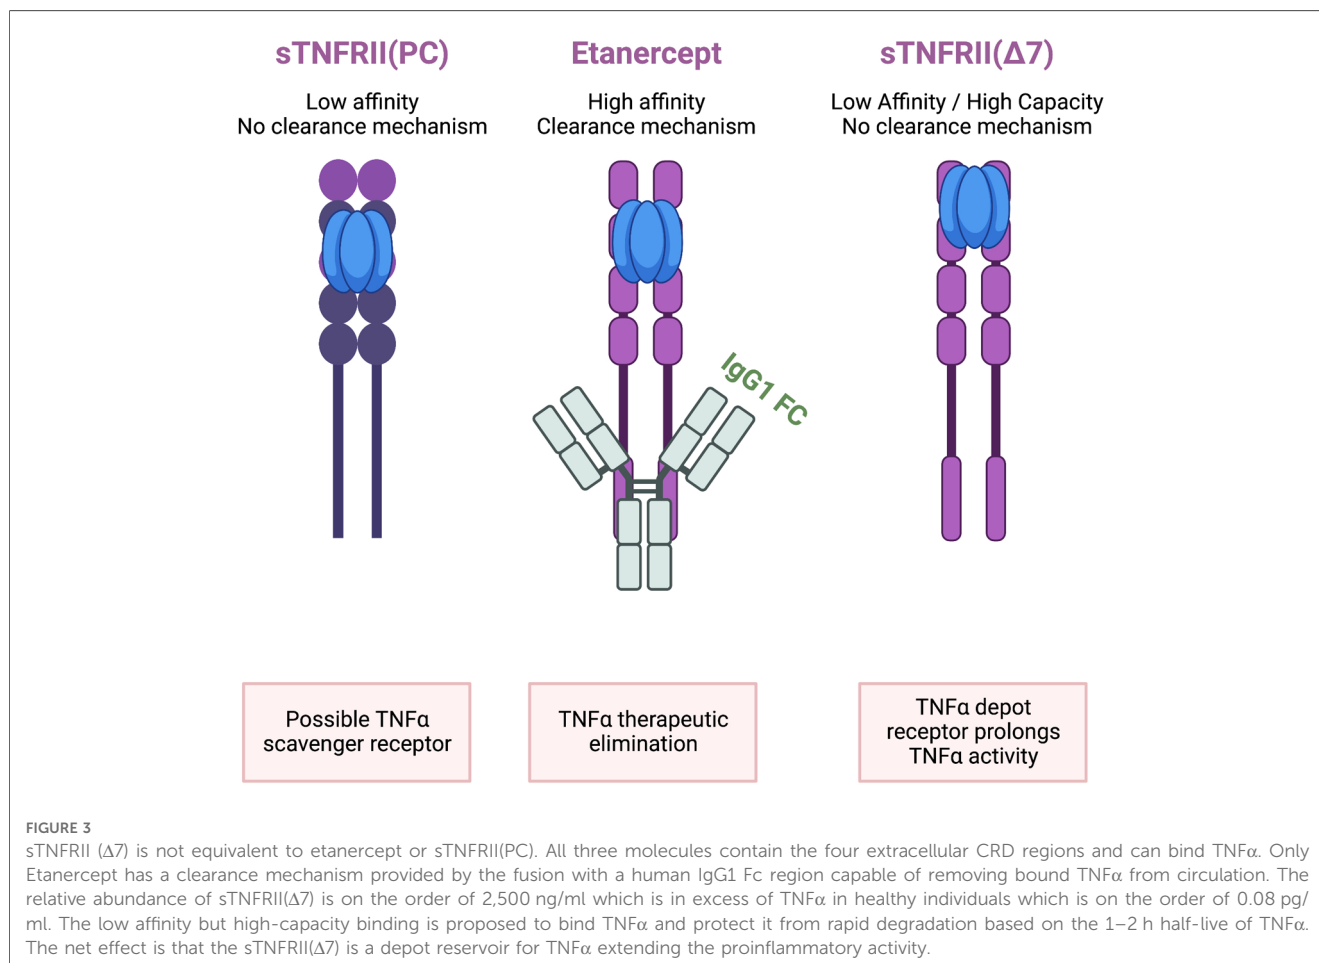 sTNFRII(PC)
Low affinity
No clearance mechanism
Etanercept
High affinity
Clearance mechanism
sTNFRII(Δ7)
Low Affinity / High Capacity
No clearance mechanism
IgG1 FC
Possible TNFα
scavenger receptor
TNFα therapeutic
elimination
TNFα depot
receptor prolongs
TNFα activity
FIGURE 3
sTNFRII (Δ7) is not equivalent to etanercept or sTNFRII(PC). All three molecules contain the four extracellular CRD regions and can bind TNFα. Only
Etanercept has a clearance mechanism provided by the fusion with a human IgG1 Fc region capable of removing bound TNFα from circulation. The
relative abundance of sTNFRII(Δ7) is on the order of 2,500 ng/ml which is in excess of TNFα in healthy individuals which is on the order of 0.08 pg/
ml. The low affinity but high-capacity binding is proposed to bind TNFα and protect it from rapid degradation based on the 1–2 h half-live of TNFα.
The net effect is that the sTNFRII(Δ7) is a depot reservoir for TNFα extending the proinflammatory activity.